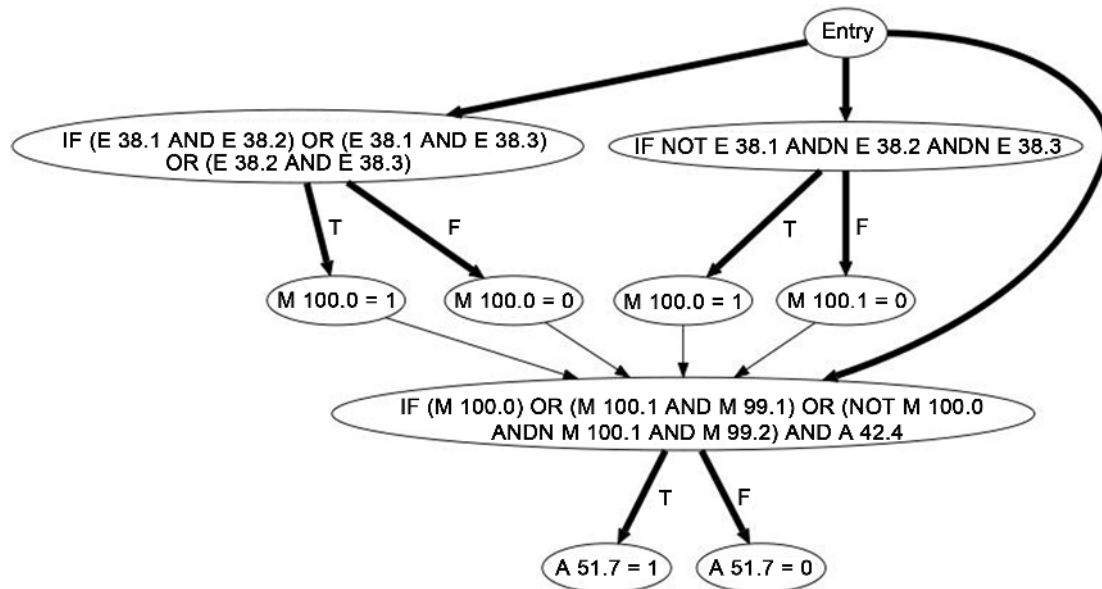 Entry
IF (E 38.1 AND E 38.2) OR (E 38.1 AND E 38.3)
OR (E 38.2 AND E 38.3)
IF NOT E 38.1 ANDN E 38.2 ANDN E 38.3
T
F
T
F
M 100.0 = 1
M 100.0 = 0
M 100.0 = 1
M 100.1 = 0
IF (M 100.0) OR (M 100.1 AND M 99.1) OR (NOT M 100.0
ANDN M 100.1 AND M 99.2) AND A 42.4
T
F
A 51.7 = 1
A 51.7 = 0